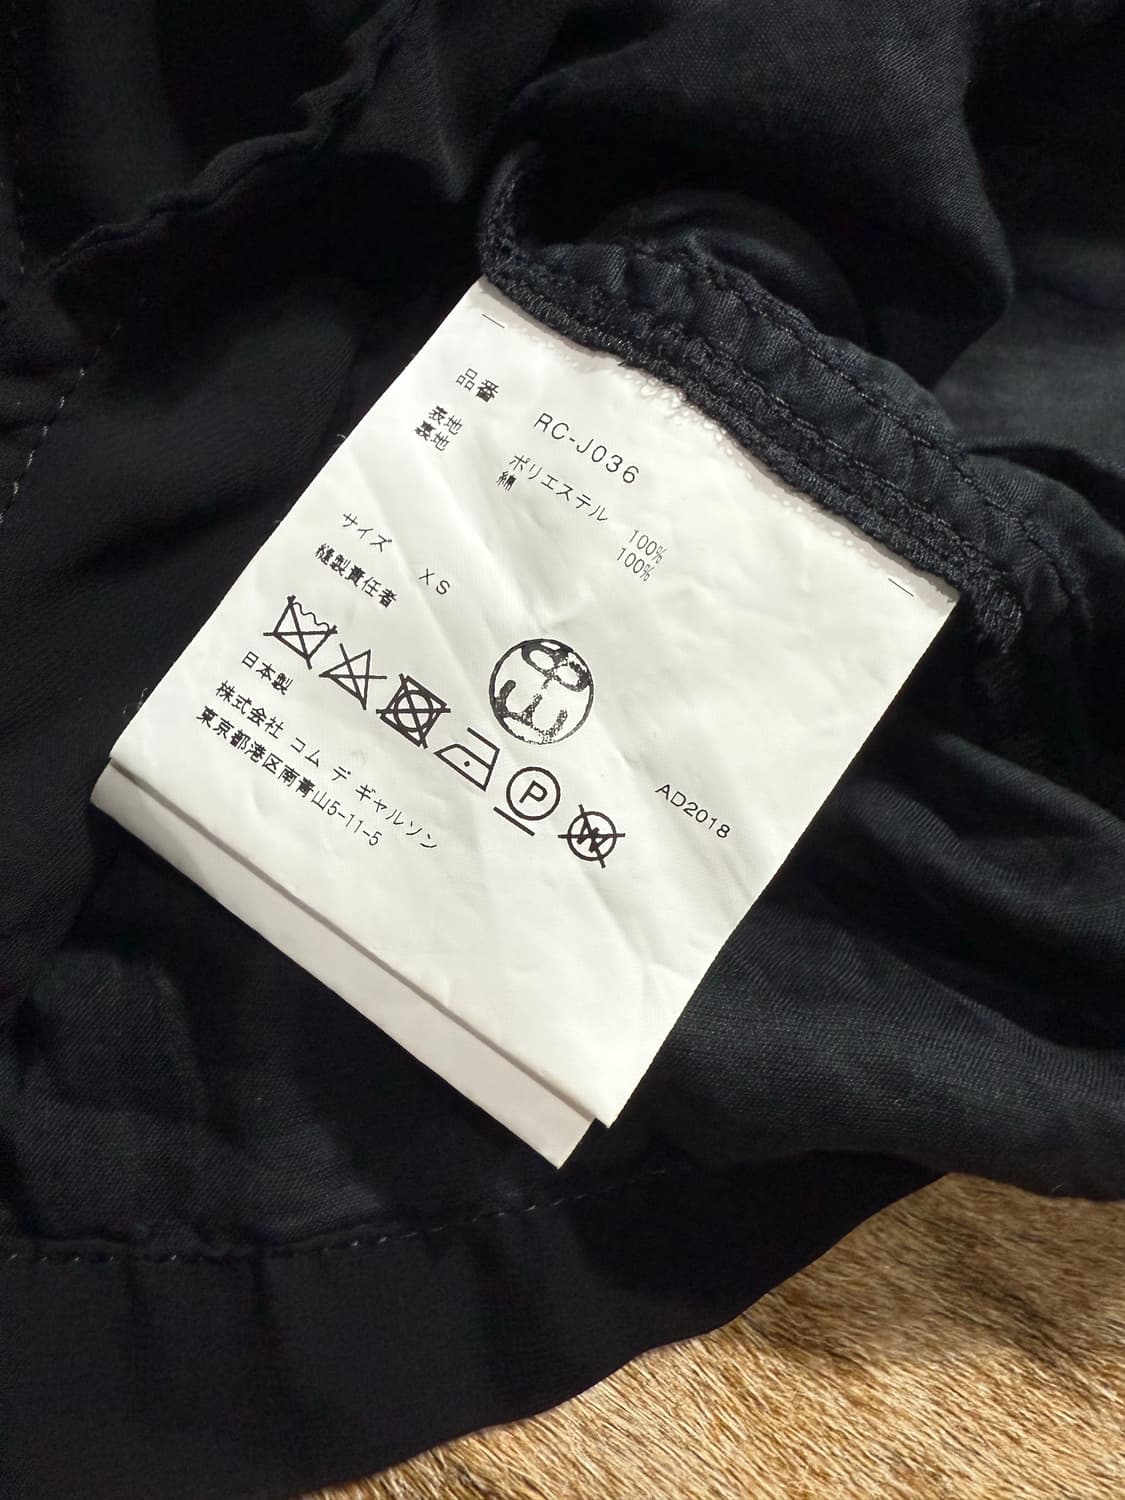 品番 RC-J036
表地 ポリエステル 100%
裏地 綿 100%
サイズ XS
縫製責任者
P W
日本製 AD2018
株式会社 コム デ ギャルソン
東京都港区南青山5-11-5